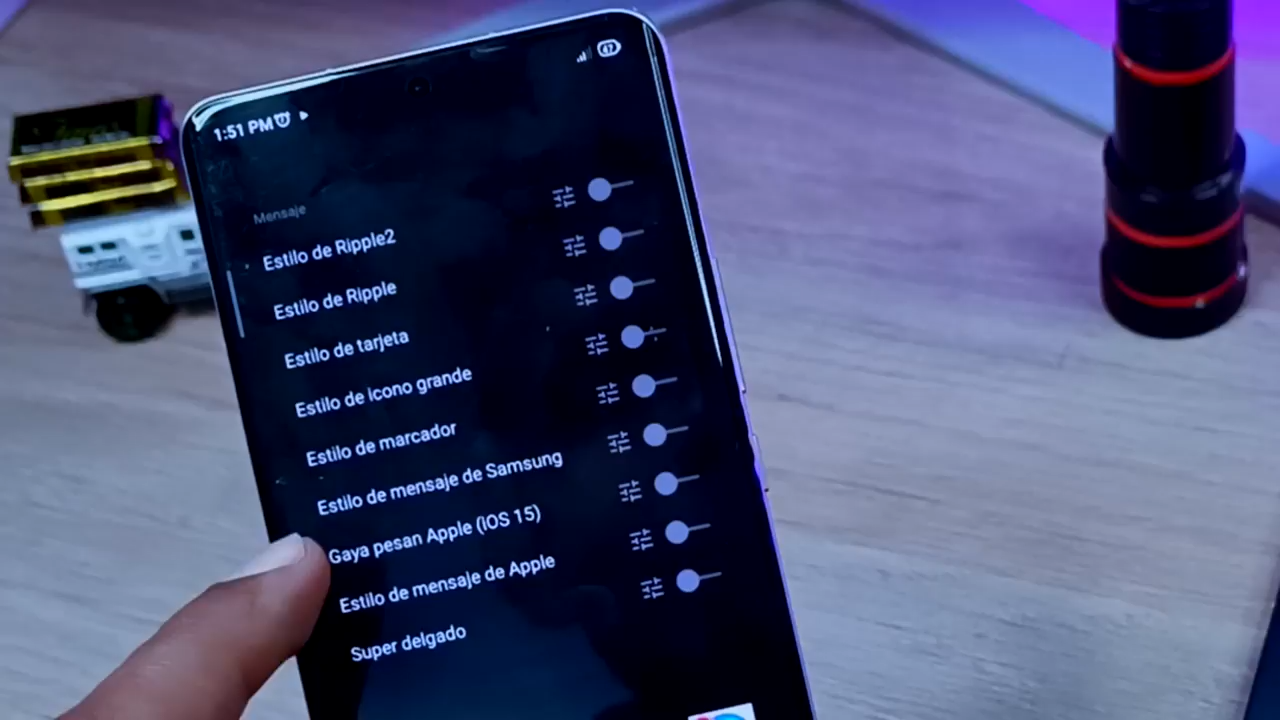 1:51 PM
47
Mensaje
Estilo de Ripple2
Estilo de Ripple
Estilo de tarjeta
Estilo de icono grande
Estilo de marcador
Estilo de mensaje de Samsung
Gaya pesan Apple (iOS 15)
Estilo de mensaje de Apple
Super delgado